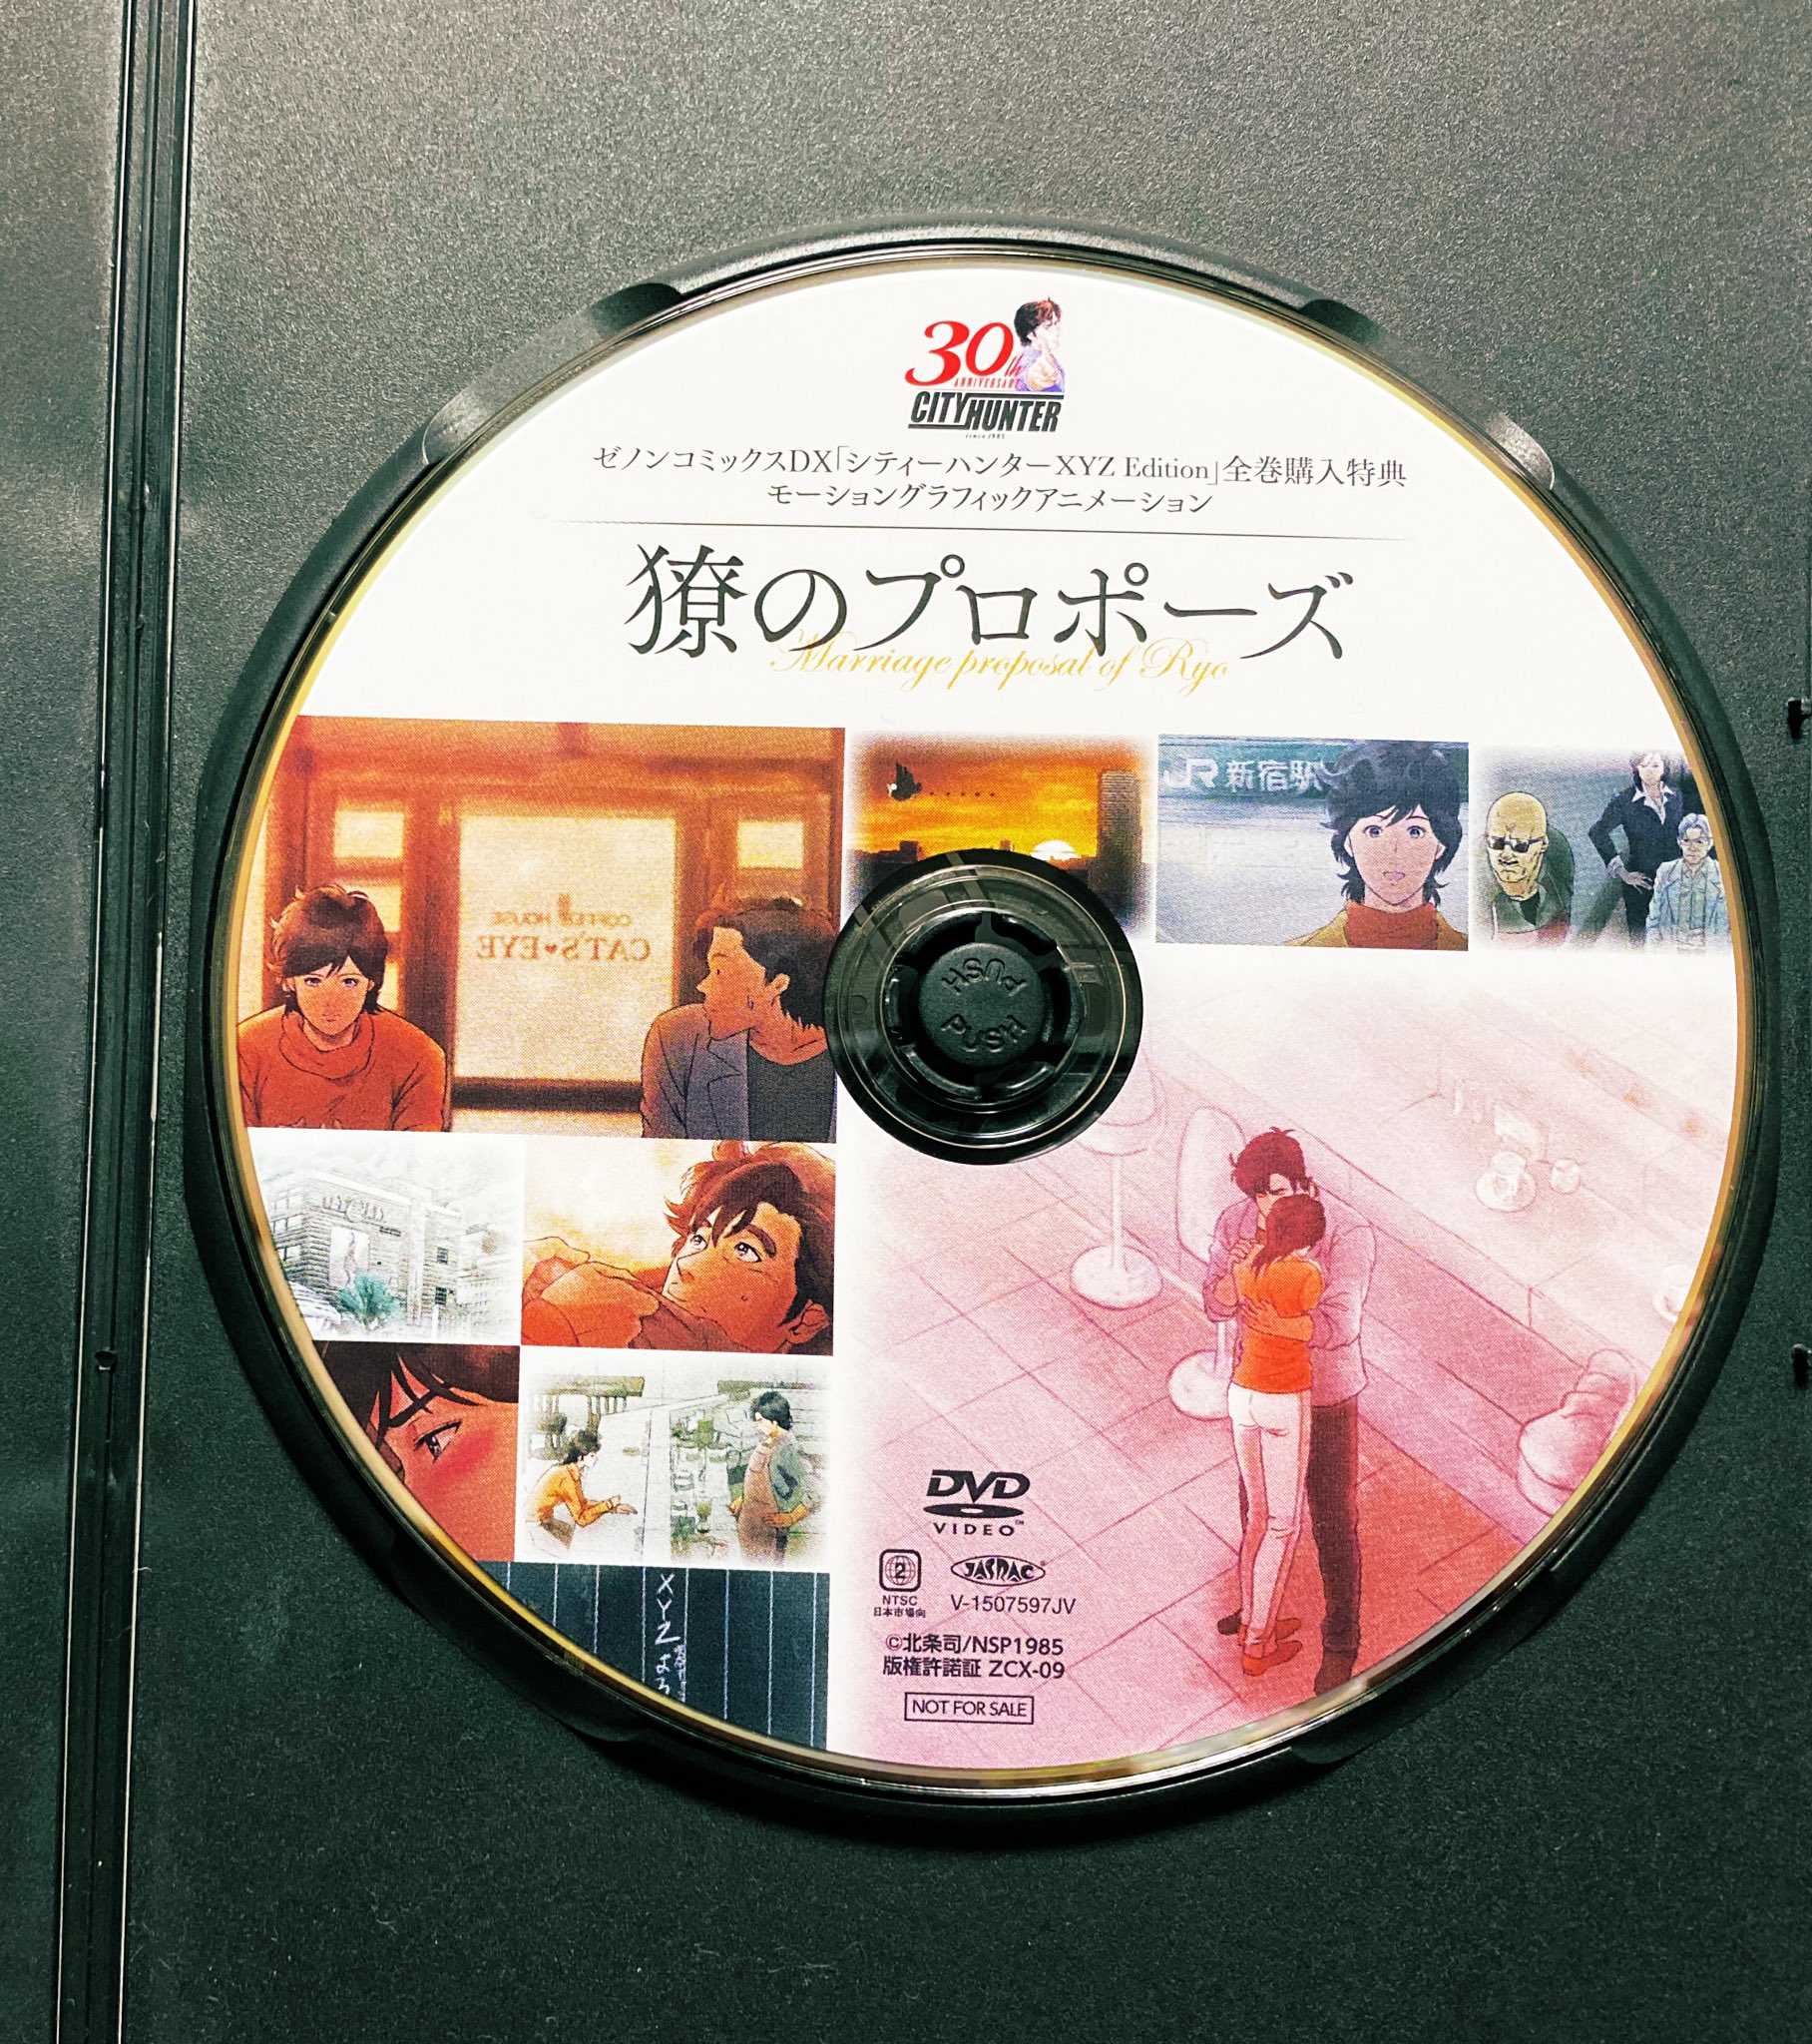 30th
ANNIVERSARY
CITYHUNTER
since 1985
ゼノンコミックスDX「シティーハンターXYZ Edition」全巻購入特典
モーショングラフィックアニメーション
獠のプロポーズ
Marriage proposal of Ryo
JR 新宿駅
COFFEE HOUSE
CAT'S♥EYE
PUSH
PUSH
XYZ
DVD
VIDEO™
2
NTSC
日本市場向
JASRAC®
V-1507597JV
©北条司/NSP1985
版権許諾証 ZCX-09
NOT FOR SALE